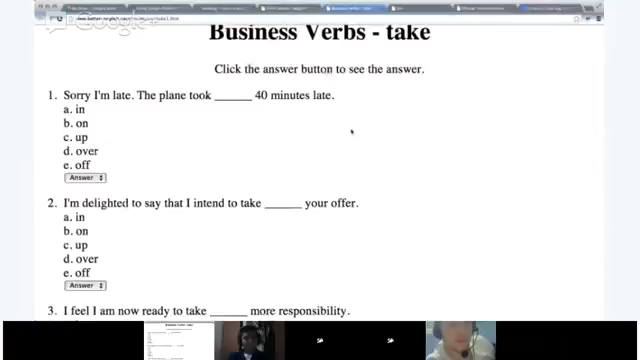 Business Verbs - take
Click the answer button to see the answer.
1. Sorry I'm late. The plane took ______ 40 minutes late.
a. in
b. on
c. up
d. over
e. off
Answer
2. I'm delighted to say that I intend to take ______ your offer.
a. in
b. on
c. up
d. over
e. off
Answer
3. I feel I am now ready to take ______ more responsibility.